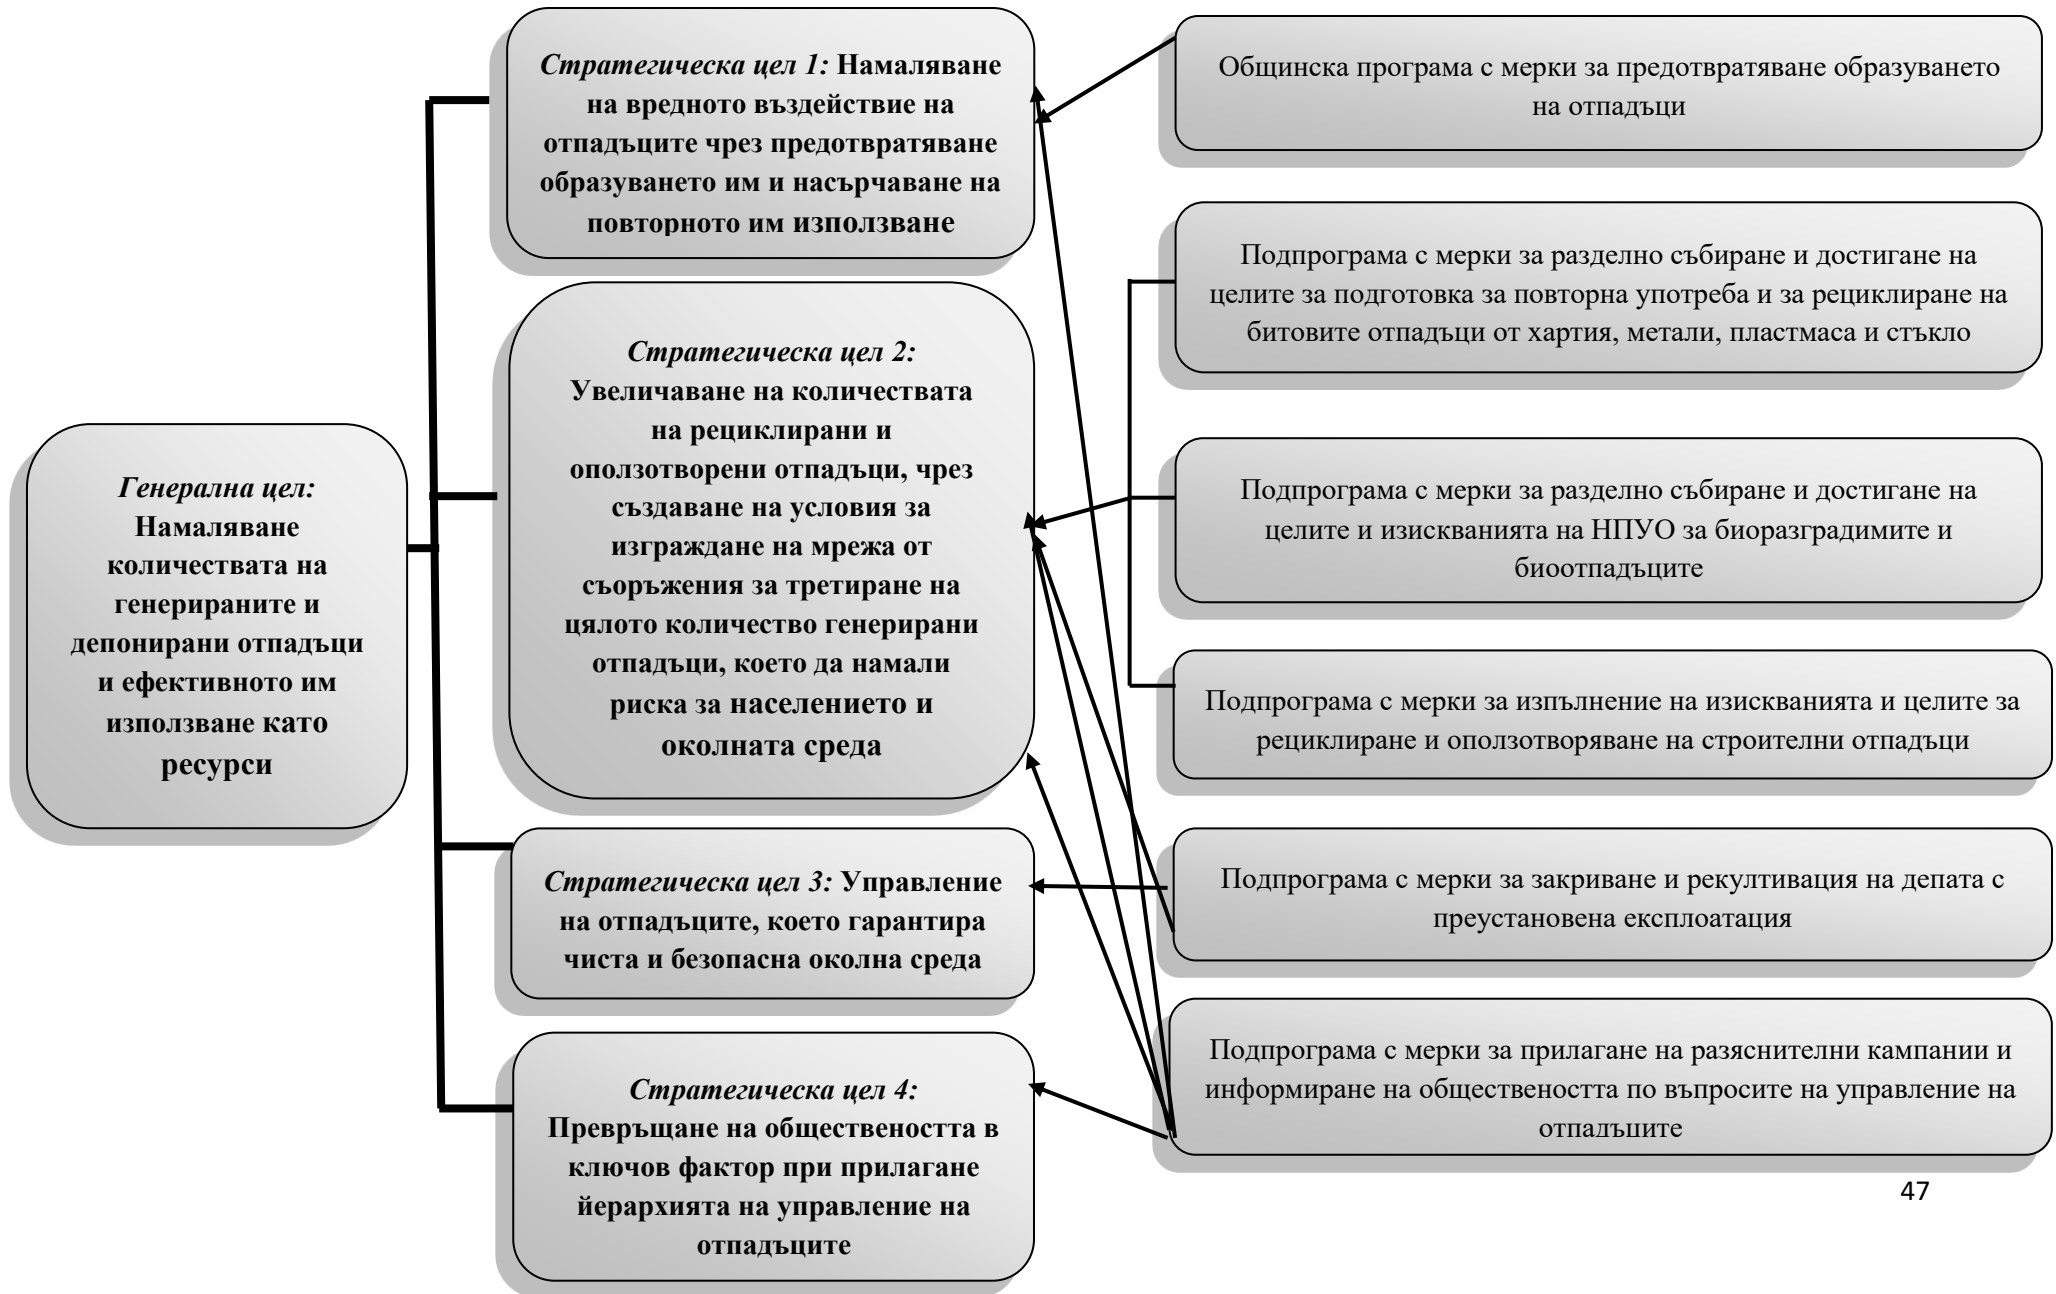 Генерална цел:
Намаляване
количествата на
генерираните и
депонирани отпадъци
и ефективното им
използване като
ресурси
Стратегическа цел 1: Намаляване
на вредното въздействие на
отпадъците чрез предотвратяване
образуването им и насърчаване на
повторното им използване
Стратегическа цел 2:
Увеличаване на количествата
на рециклирани и
оползотворени отпадъци, чрез
създаване на условия за
изграждане на мрежа от
съоръжения за третиране на
цялото количество генерирани
отпадъци, което да намали
риска за населението и
околната среда
Стратегическа цел 3: Управление
на отпадъците, което гарантира
чиста и безопасна околна среда
Стратегическа цел 4:
Превръщане на обществеността в
ключов фактор при прилагане
йерархията на управление на
отпадъците
Общинска програма с мерки за предотвратяване образуването
на отпадъци
Подпрограма с мерки за разделно събиране и достигане на
целите за подготовка за повторна употреба и за рециклиране на
битовите отпадъци от хартия, метали, пластмаса и стъкло
Подпрограма с мерки за разделно събиране и достигане на
целите и изискванията на НПУО за биоразградимите и
биоотпадъците
Подпрограма с мерки за изпълнение на изискванията и целите за
рециклиране и оползотворяване на строителни отпадъци
Подпрограма с мерки за закриване и рекултивация на депата с
преустановена експлоатация
Подпрограма с мерки за прилагане на разяснителни кампании и
информиране на обществеността по въпросите на управление на
отпадъците
47